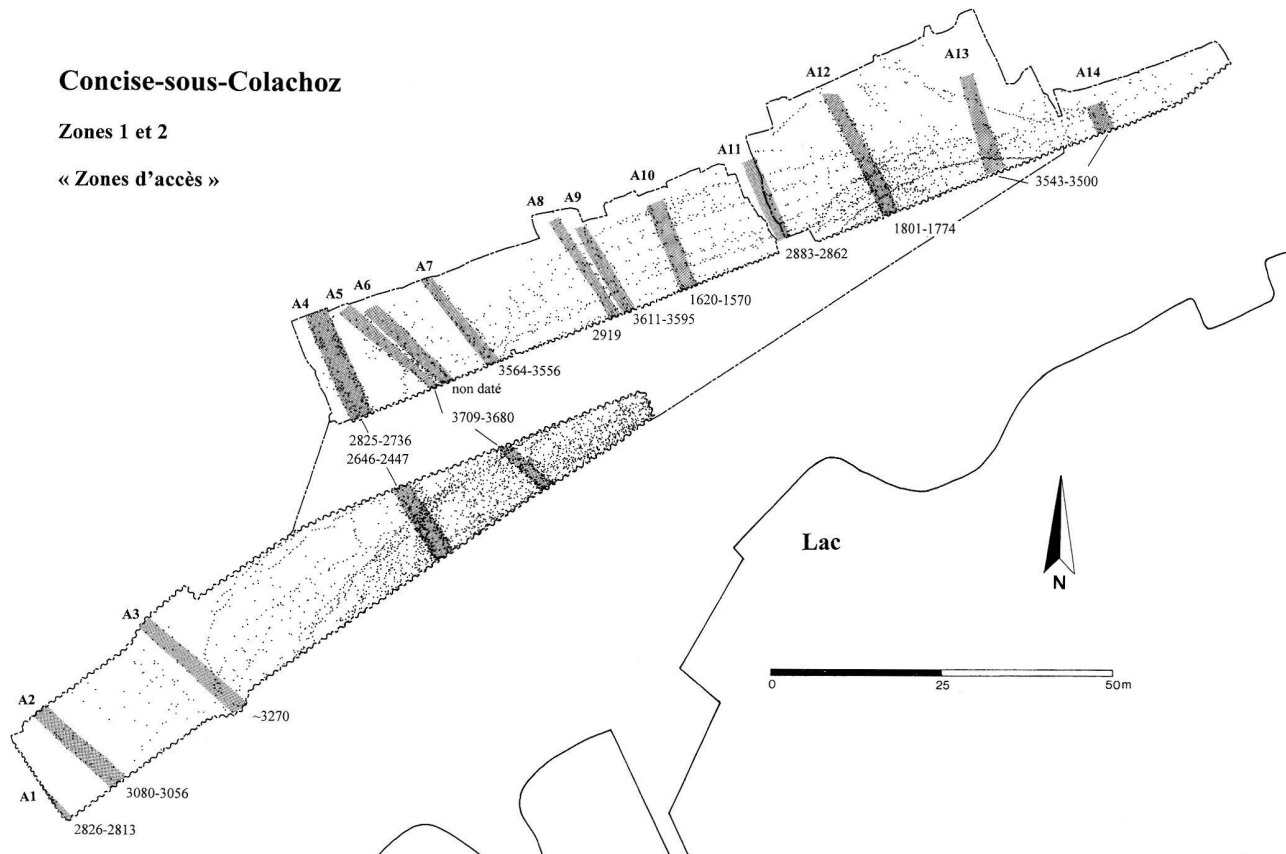 Concise-sous-Colachoz
Zones 1 et 2
« Zones d'accès »
A13
A12
A14
A11
A10
3543-3500
A8
A9
1801-1774
2883-2862
A7
A6
A5
A4
1620-1570
3611-3595
2919
3564-3556
non daté
3709-3680
2825-2736
2646-2447
Lac
N
0
25
50m
A3
A2
~3270
A1
3080-3056
2826-2813